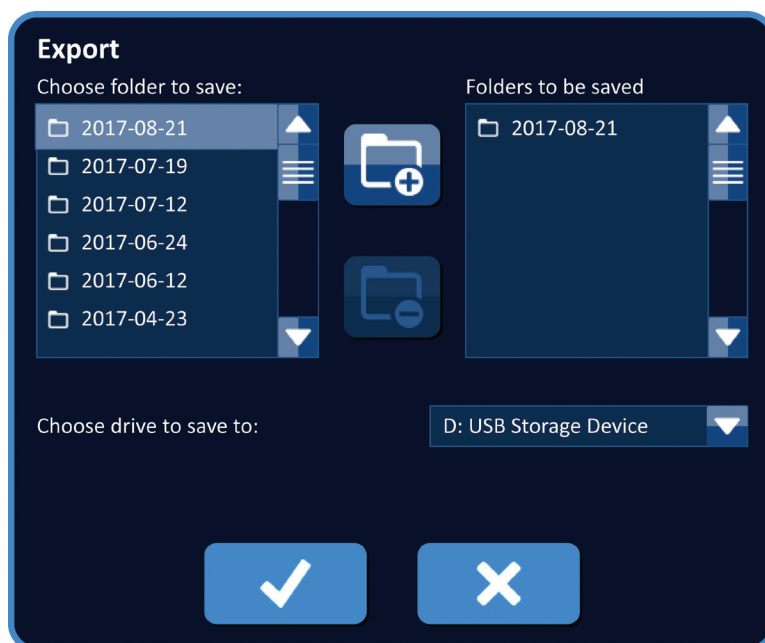 Export
Choose folder to save:
Folders to be saved
2017-08-21
2017-07-19
2017-07-12
2017-06-24
2017-06-12
2017-04-23
2017-08-21
Choose drive to save to:
D: USB Storage Device